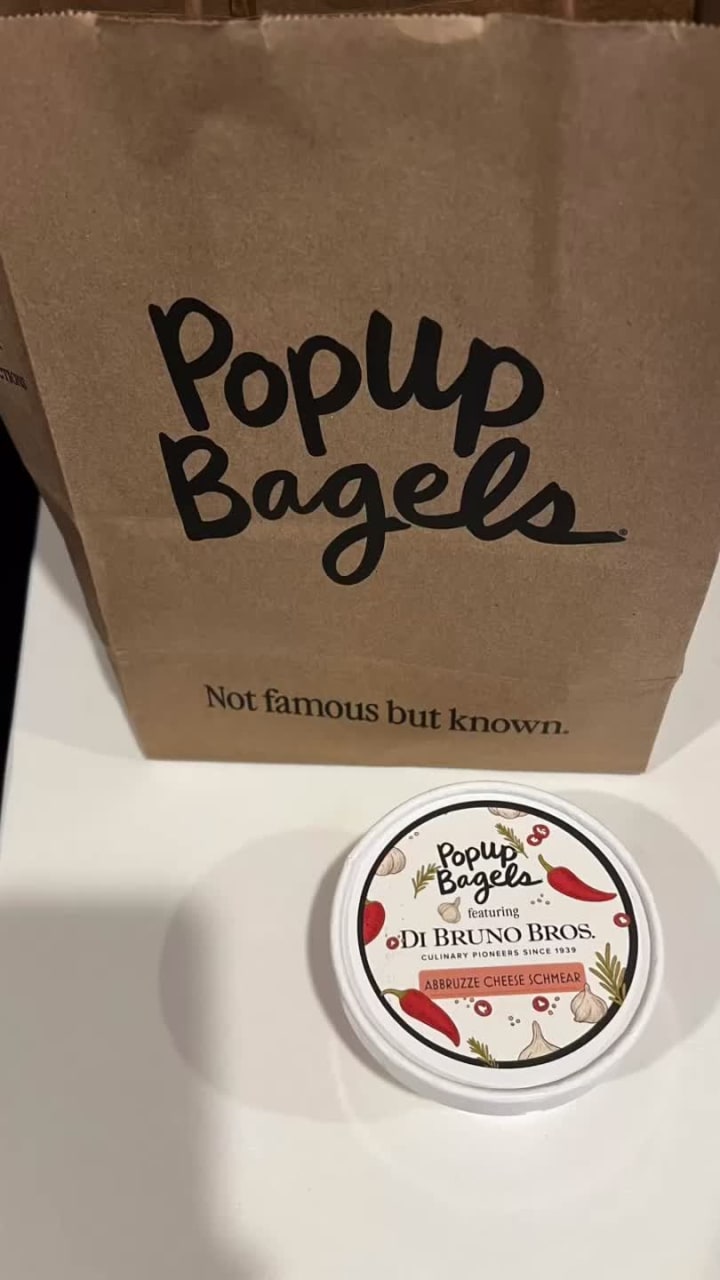 PopUp
Bagels®
Not famous but known.
PopUp
Bagels
featuring
DI BRUNO BROS.
CULINARY PIONEERS SINCE 1939
ABBRUZZE CHEESE SCHMEAR